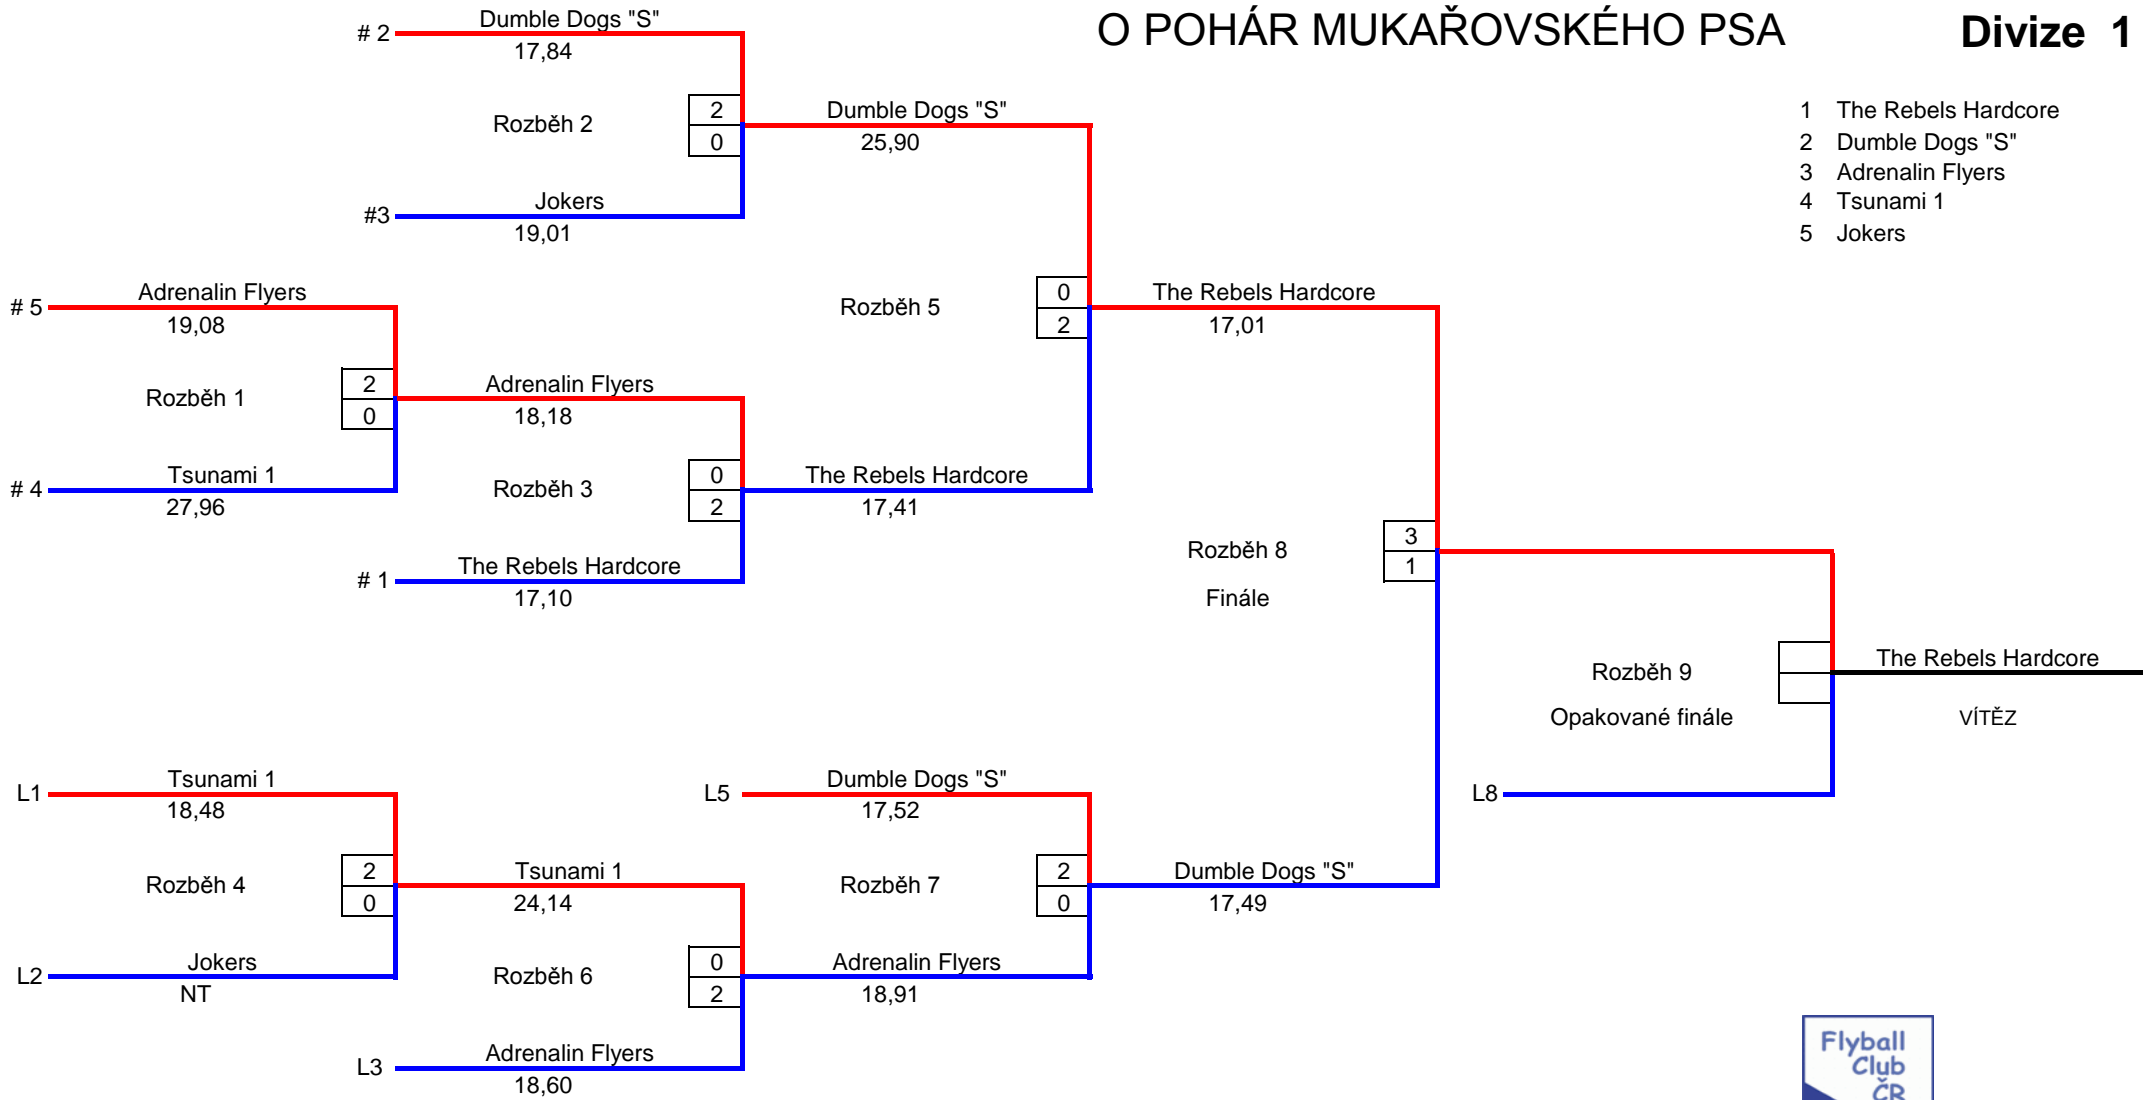 O POHÁR MUKAŘOVSKÉHO PSA
Divize 1
1 The Rebels Hardcore
2 Dumble Dogs "S"
3 Adrenalin Flyers
4 Tsunami 1
5 Jokers
# 2
Dumble Dogs "S"
17,84
Rozběh 2
2
0
#3
Jokers
19,01
Dumble Dogs "S"
25,90
# 5
Adrenalin Flyers
19,08
Rozběh 1
2
0
# 4
Tsunami 1
27,96
Adrenalin Flyers
18,18
Rozběh 3
0
2
# 1
The Rebels Hardcore
17,10
Rozběh 5
0
2
The Rebels Hardcore
17,41
The Rebels Hardcore
17,01
Rozběh 8
Finále
3
1
Rozběh 9
Opakované finále
The Rebels Hardcore
VÍTĚZ
L8
L1
Tsunami 1
18,48
Rozběh 4
2
0
L2
Jokers
NT
Tsunami 1
24,14
Rozběh 6
0
2
L3
Adrenalin Flyers
18,60
L5
Dumble Dogs "S"
17,52
Rozběh 7
2
0
Adrenalin Flyers
18,91
Dumble Dogs "S"
17,49
Flyball
Club
ČR